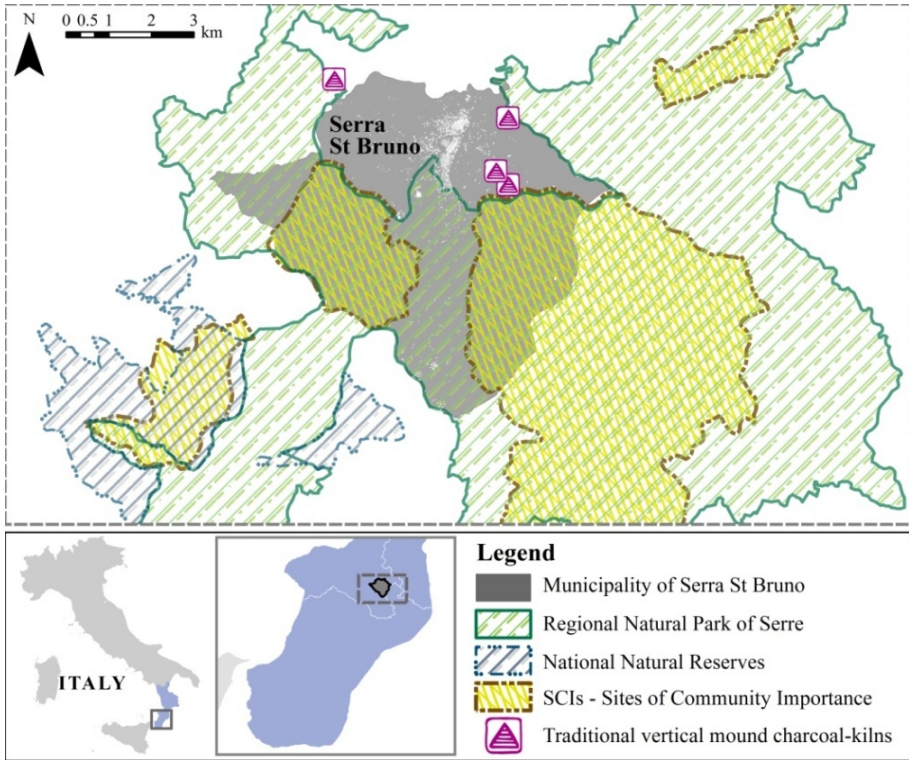 N
0 0.5 1 2 3
km
Serra
St Bruno
ITALY
Legend
Municipality of Serra St Bruno
Regional Natural Park of Serre
National Natural Reserves
SCIs - Sites of Community Importance
Traditional vertical mound charcoal-kilns